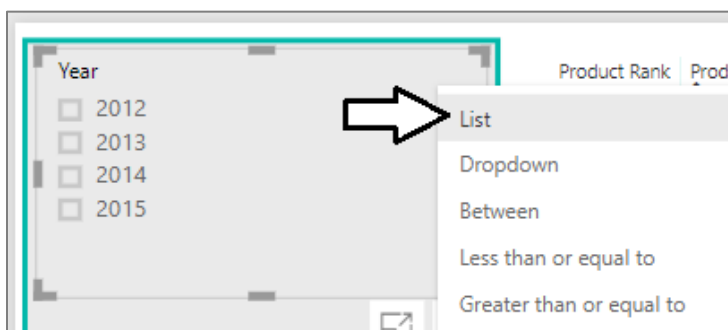 Year
2012
2013
2014
2015
Product Rank
List
Dropdown
Between
Less than or equal to
Greater than or equal to